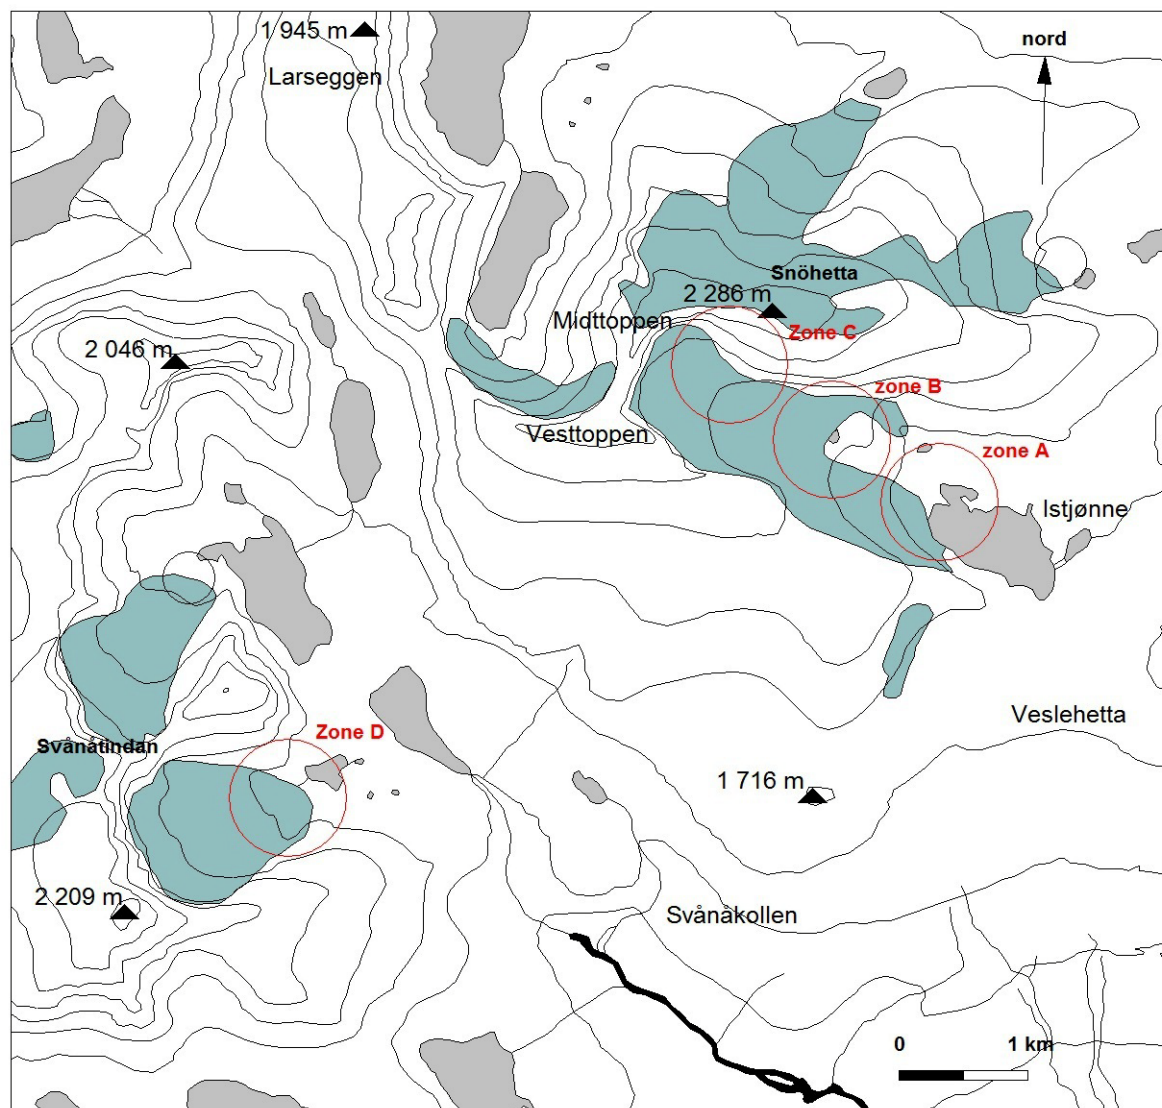 1 945 m
Larseggen
nord
Snöhetta
2 286 m
Midttoppen
Zone C
2 046 m
zone B
Vesttoppen
zone A
Istjønne
Veslehetta
Zone D
Svånåtindan
1 716 m
2 209 m
Svånåkollen
0 1 km